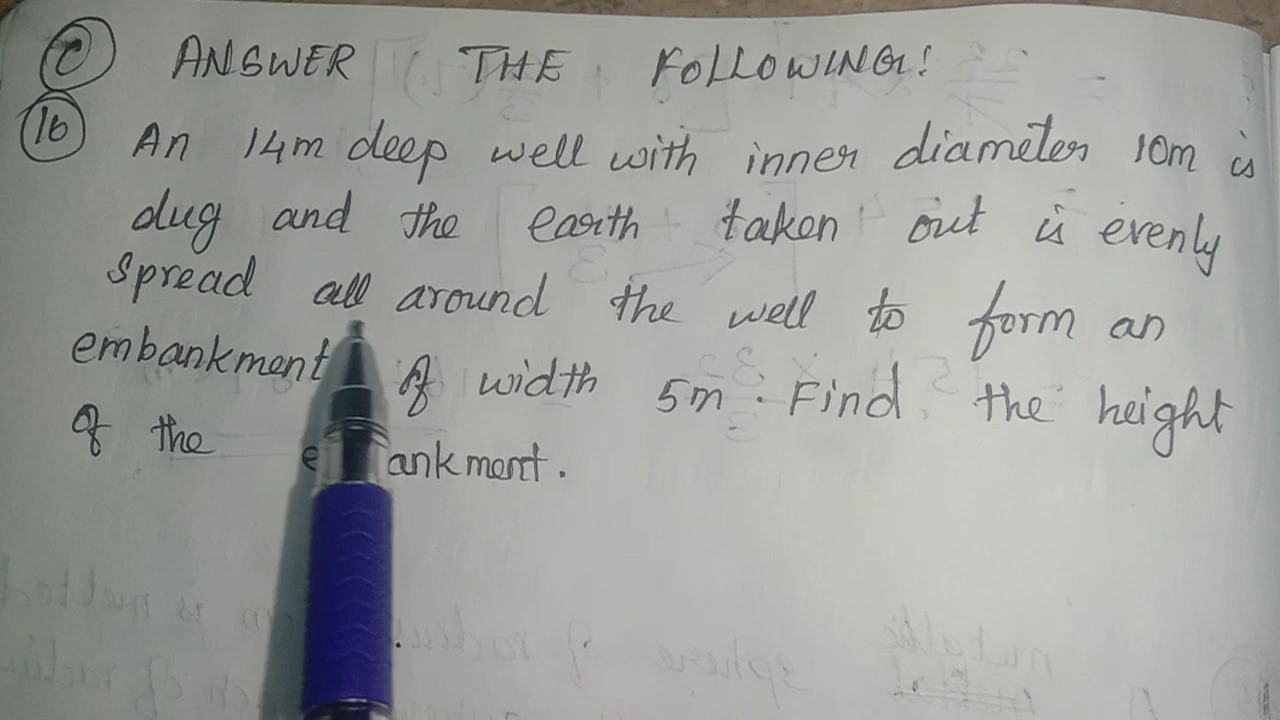 C ANSWER THE FOLLOWING!
16 An 14m deep well with inner diameter 10m is
dug and the earth taken out is evenly
spread all around the well to form an
embankment of width 5m. Find the height
of the ankment.